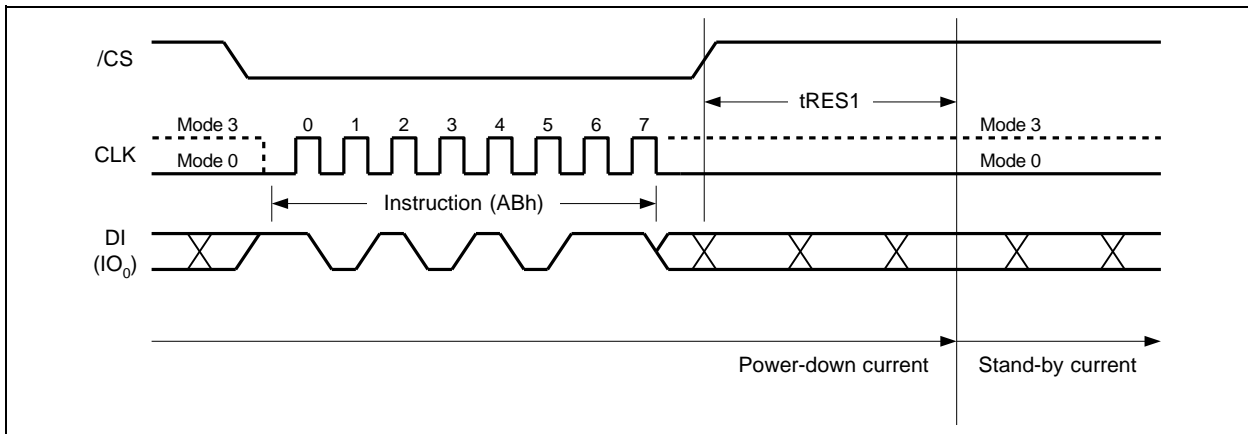 /CS
tRES1
Mode 3
0 1 2 3 4 5 6 7
Mode 3
CLK
Mode 0
Mode 0
Instruction (ABh)
DI
(IO₀)
Power-down current
Stand-by current